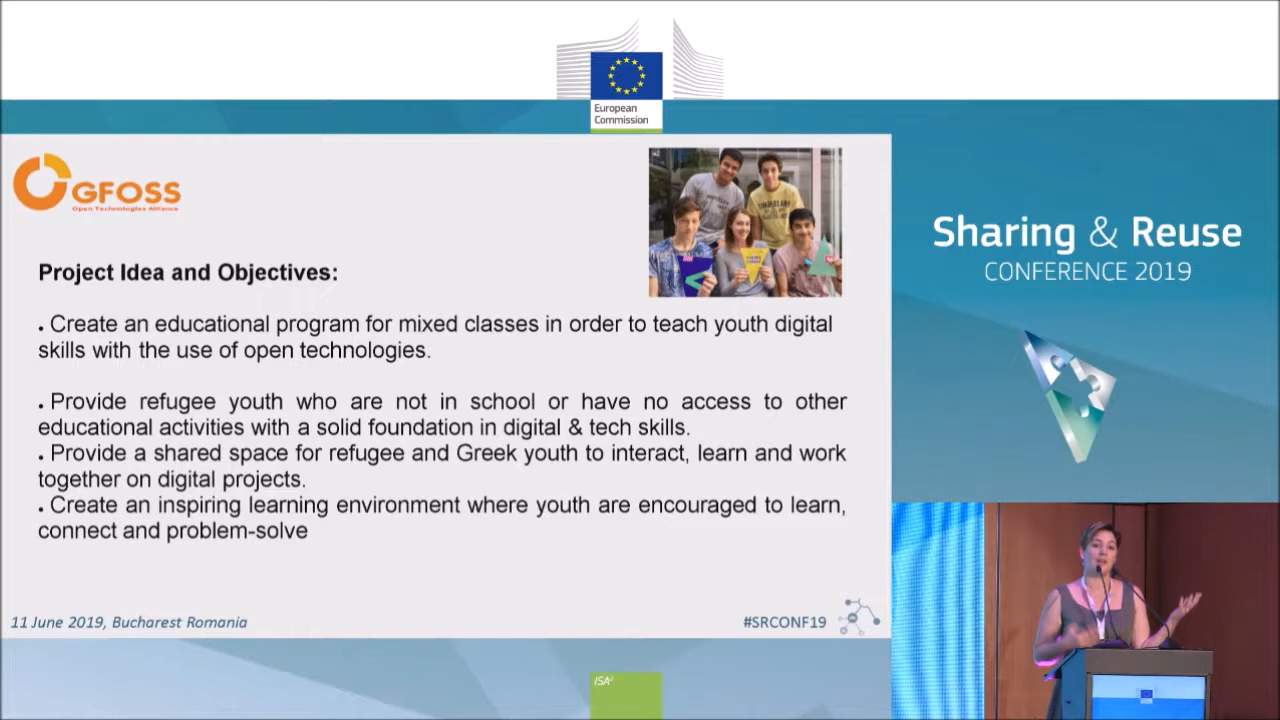 European
Commission
GFOSS
Open Technologies Alliance
Project Idea and Objectives:
• Create an educational program for mixed classes in order to teach youth digital
skills with the use of open technologies.
• Provide refugee youth who are not in school or have no access to other
educational activities with a solid foundation in digital & tech skills.
• Provide a shared space for refugee and Greek youth to interact, learn and work
together on digital projects.
• Create an inspiring learning environment where youth are encouraged to learn,
connect and problem-solve
11 June 2019, Bucharest Romania
#SRCONF19
Sharing & Reuse
CONFERENCE 2019
ISA²